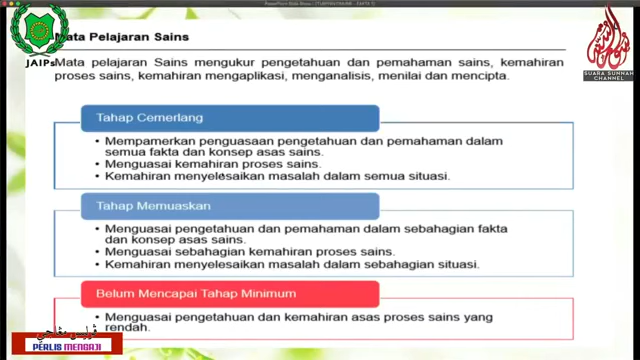 Mata Pelajaran Sains
JAIPs
SUARA SUNNAH
CHANNEL
Mata pelajaran Sains mengukur pengetahuan dan pemahaman sains, kemahiran
proses sains, kemahiran mengaplikasi, menganalisis, menilai dan mencipta.
Tahap Cemerlang
• Mempamerkan penguasaan pengetahuan dan pemahaman dalam
semua fakta dan konsep asas sains.
• Menguasai kemahiran proses sains.
• Kemahiran menyelesaikan masalah dalam semua situasi.
Tahap Memuaskan
• Menguasai pengetahuan dan pemahaman dalam sebahagian fakta
dan konsep asas sains.
• Menguasai sebahagian kemahiran proses sains.
• Kemahiran menyelesaikan masalah dalam sebahagian situasi.
Belum Mencapai Tahap Minimum
• Menguasai pengetahuan dan kemahiran asas proses sains yang
rendah.
PERLIS MENGAJI